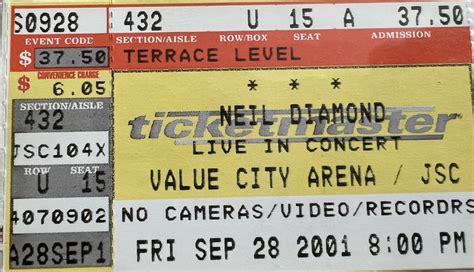 S0928 432 U 15 A 37.50
EVENT CODE SECTION/AISLE ROW/BOX SEAT ADMISSION
$ 37.50 TERRACE LEVEL
CONVENIENCE CHARGE
$ 6.05 * * *
SECTION/AISLE
NEIL DIAMOND
432 ticketmaster
JSC104X LIVE IN CONCERT
ROW SEAT
U 15 VALUE CITY ARENA / JSC
4070902 NO CAMERAS/VIDEO/RECORDRS
A28SEP1 FRI SEP 28 2001 8:00 PM